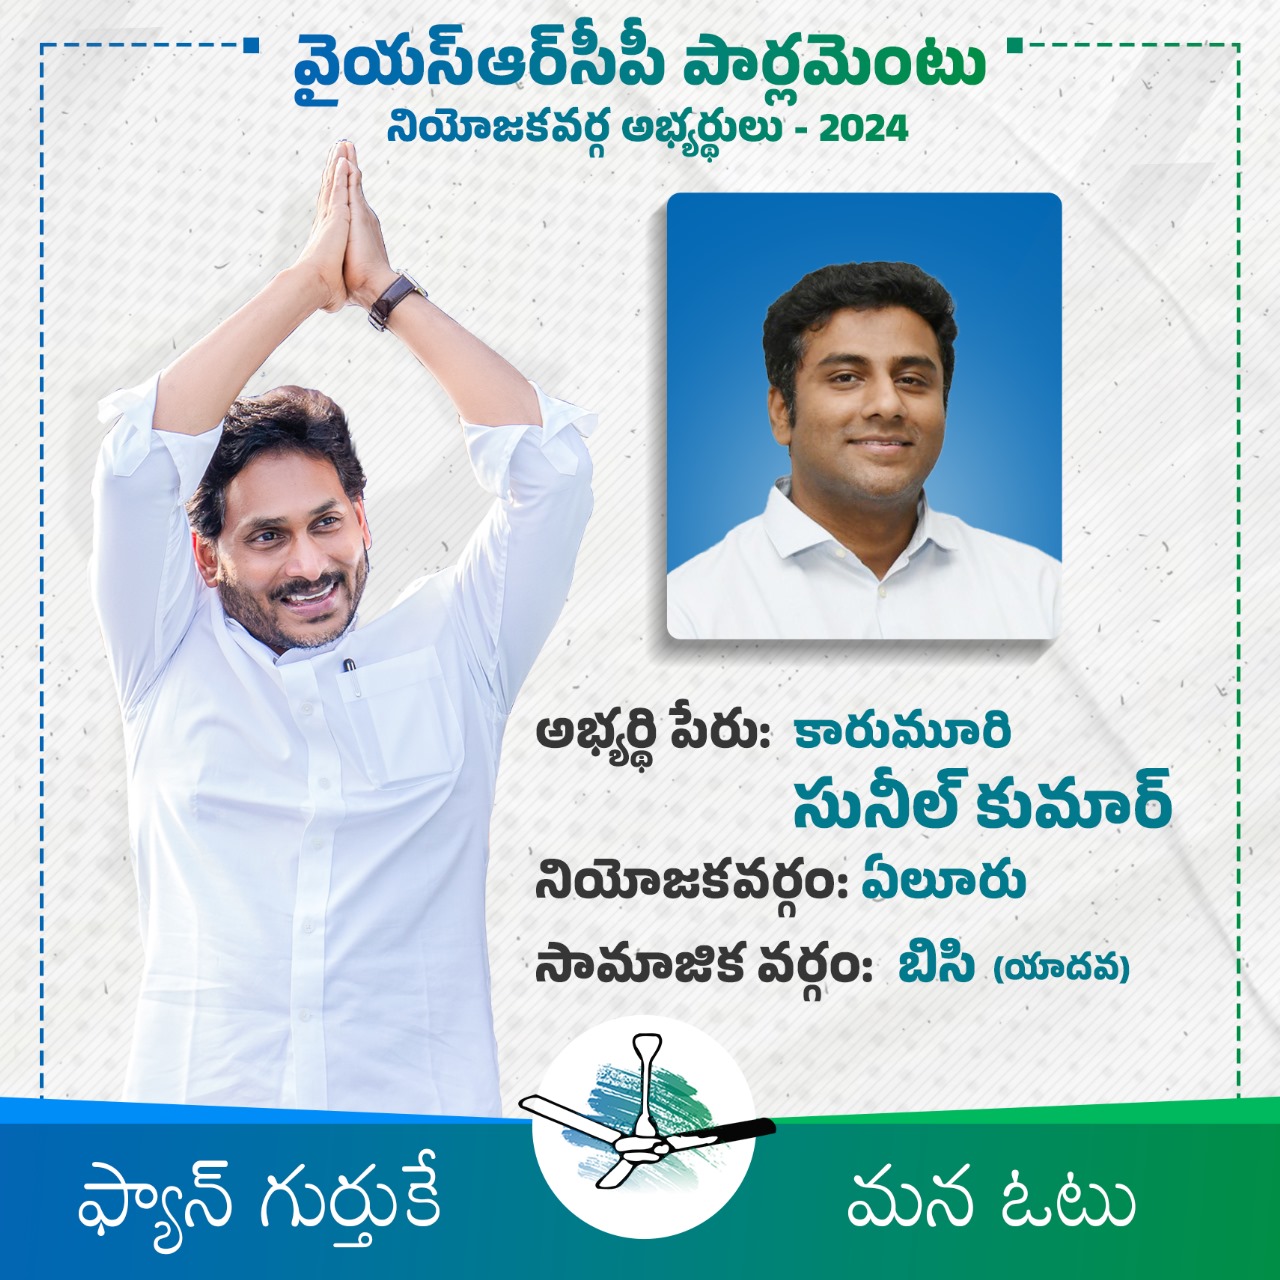 వైయస్ఆర్‌సీపీ పార్లమెంటు
నియోజకవర్గ అభ్యర్థులు - 2024
అభ్యర్థి పేరు: కారుమూరి
సునీల్ కుమార్
నియోజకవర్గం: ఏలూరు
సామాజిక వర్గం: బిసి (యాదవ)
ఫ్యాన్ గుర్తుకే మన ఓటు